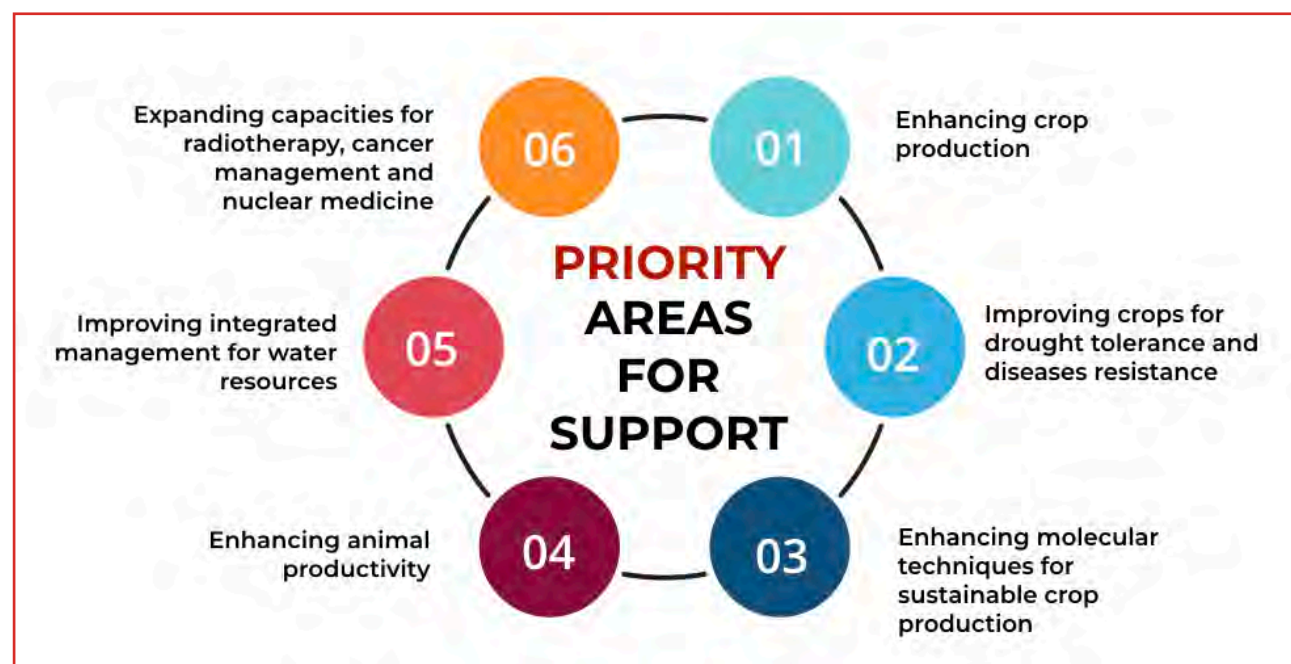 PRIORITY
AREAS
FOR
SUPPORT
01
Enhancing crop
production
02
Improving crops for
drought tolerance and
diseases resistance
03
Enhancing molecular
techniques for
sustainable crop
production
04
Enhancing animal
productivity
05
Improving integrated
management for water
resources
06
Expanding capacities for
radiotherapy, cancer
management and
nuclear medicine